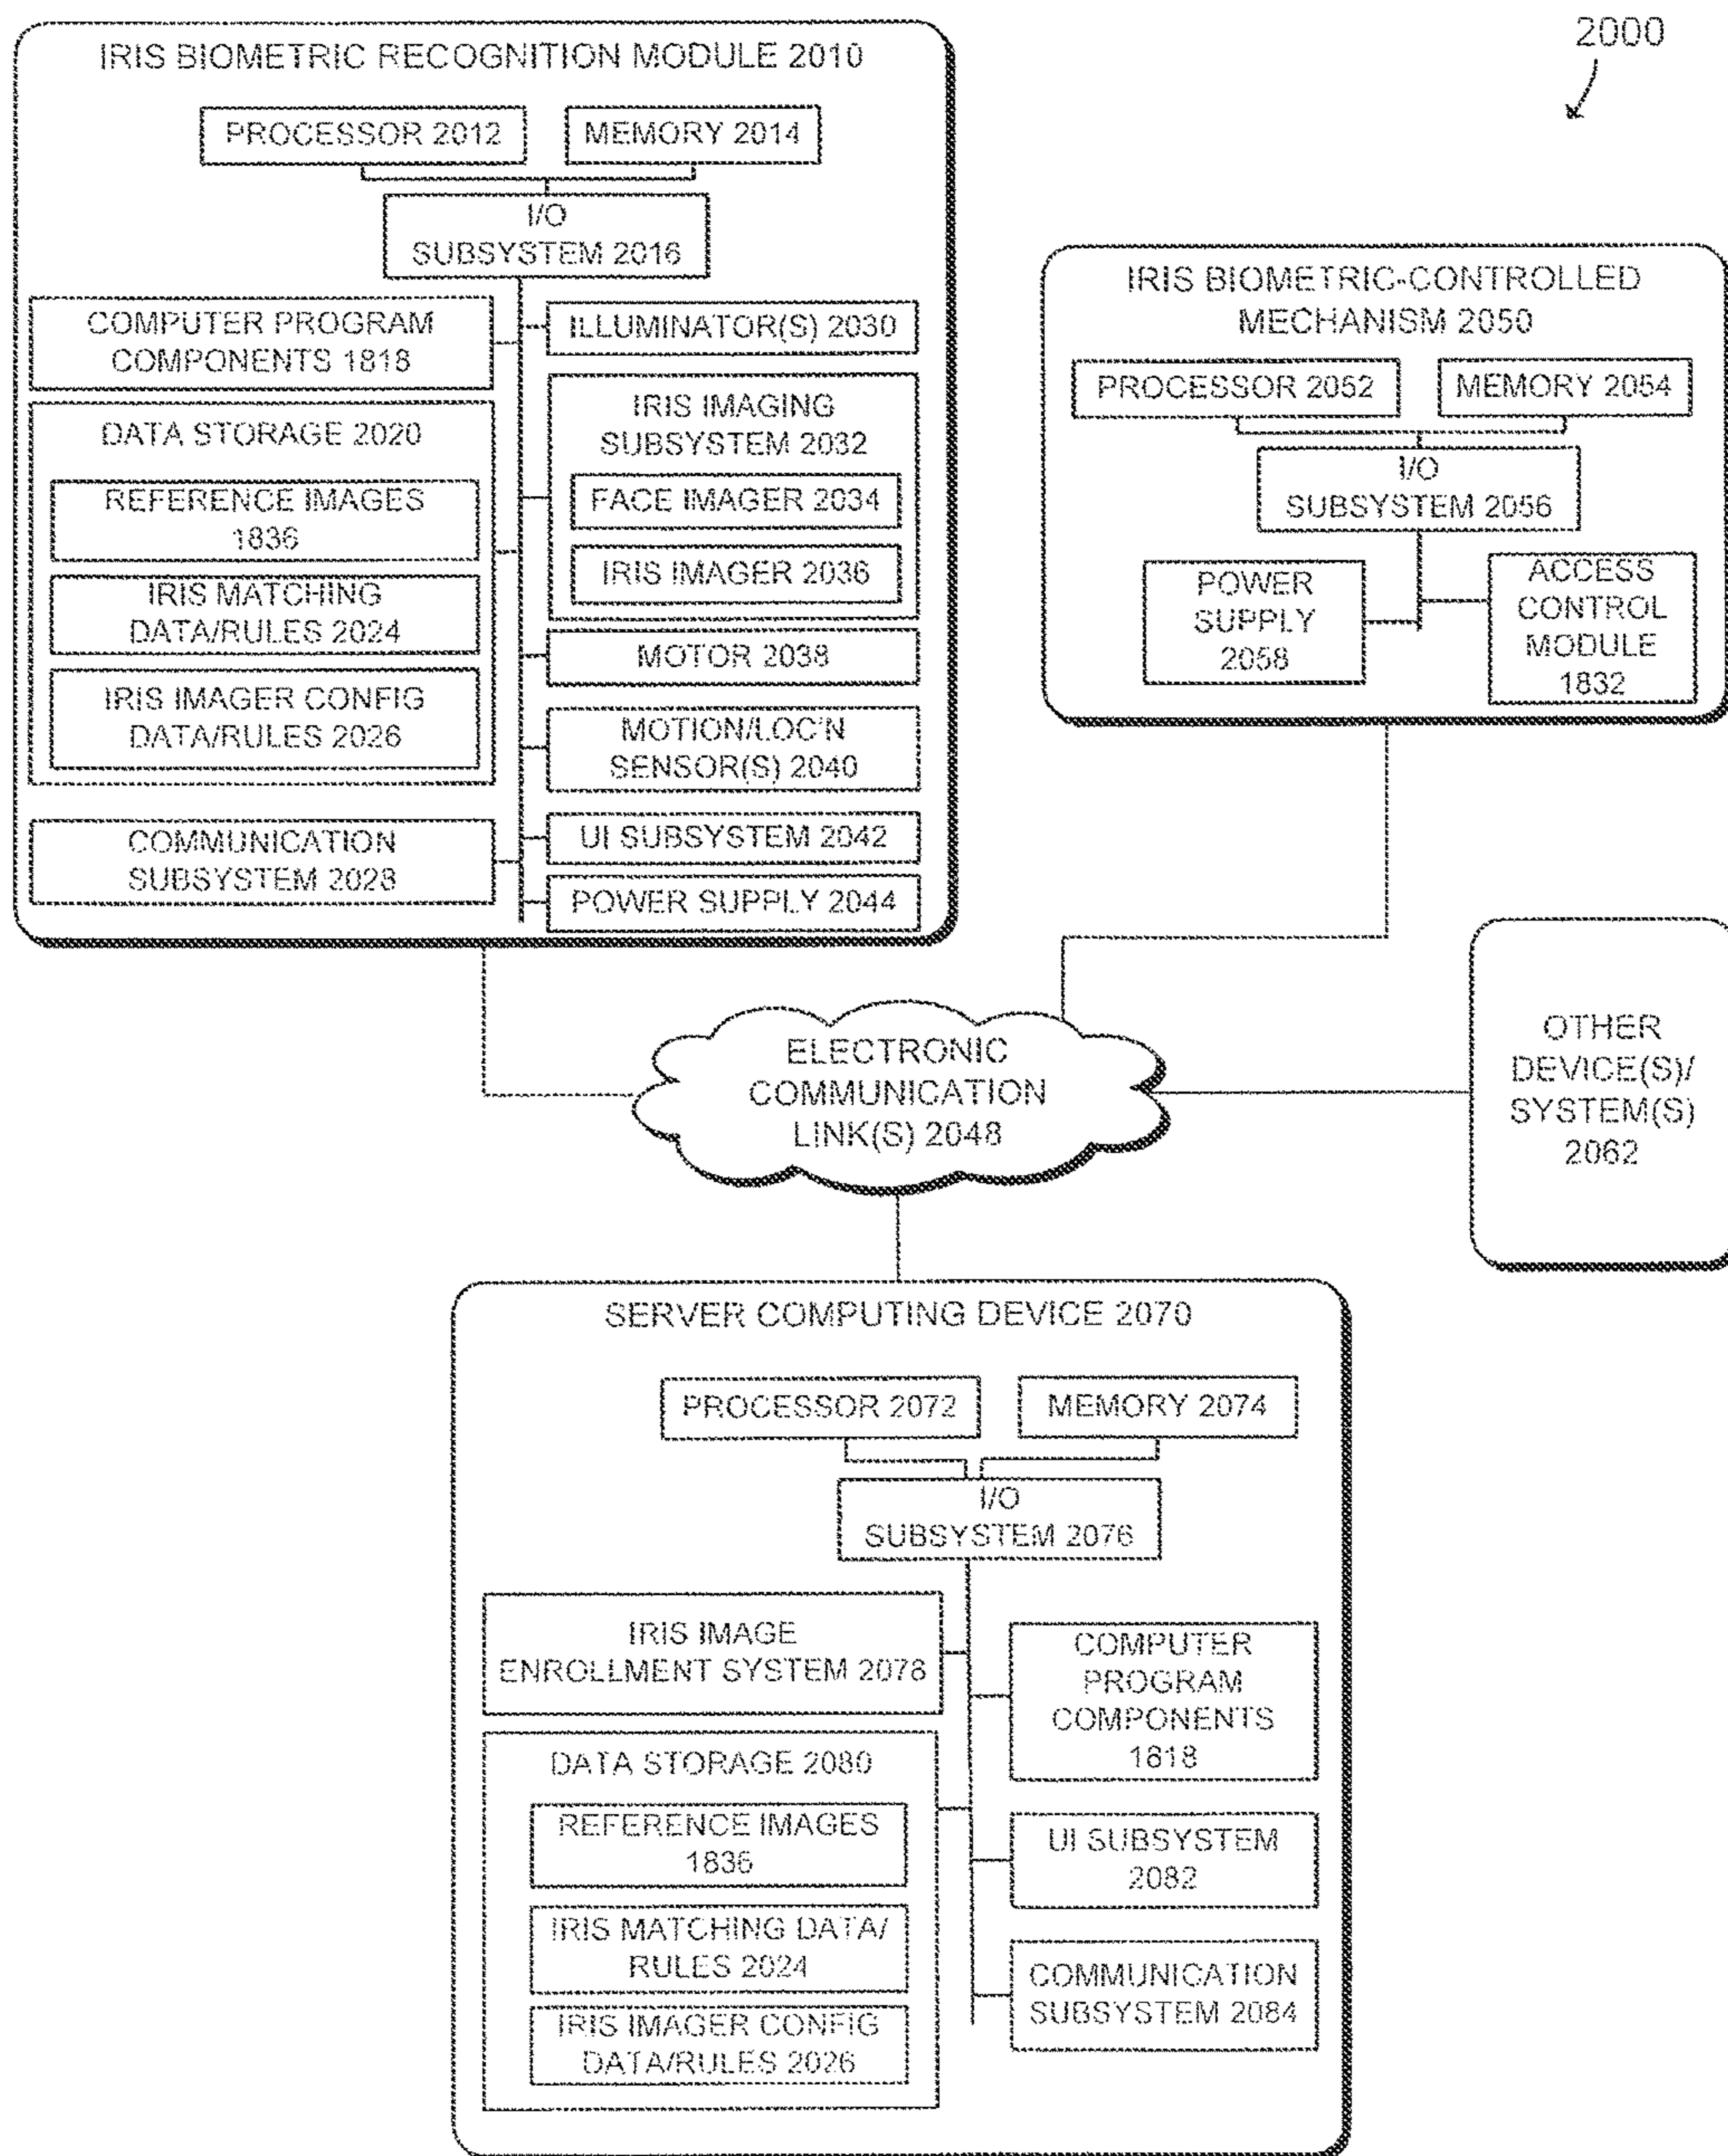 2000
IRIS BIOMETRIC RECOGNITION MODULE 2010
PROCESSOR 2012
MEMORY 2014
I/O
SUBSYSTEM 2016
COMPUTER PROGRAM
COMPONENTS 1818
DATA STORAGE 2020
REFERENCE IMAGES
1836
IRIS MATCHING
DATA/RULES 2024
IRIS IMAGER CONFIG
DATA/RULES 2026
COMMUNICATION
SUBSYSTEM 2028
ILLUMINATOR(S) 2030
IRIS IMAGING
SUBSYSTEM 2032
FACE IMAGER 2034
IRIS IMAGER 2036
MOTOR 2038
MOTION/LOC'N
SENSOR(S) 2040
UI SUBSYSTEM 2042
POWER SUPPLY 2044
IRIS BIOMETRIC-CONTROLLED
MECHANISM 2050
PROCESSOR 2052
MEMORY 2054
I/O
SUBSYSTEM 2056
POWER
SUPPLY
2058
ACCESS
CONTROL
MODULE
1832
ELECTRONIC
COMMUNICATION
LINK(S) 2048
OTHER
DEVICE(S)/
SYSTEM(S)
2062
SERVER COMPUTING DEVICE 2070
PROCESSOR 2072
MEMORY 2074
I/O
SUBSYSTEM 2076
IRIS IMAGE
ENROLLMENT SYSTEM 2078
DATA STORAGE 2080
REFERENCE IMAGES
1836
IRIS MATCHING DATA/
RULES 2024
IRIS IMAGER CONFIG
DATA/RULES 2026
COMPUTER
PROGRAM
COMPONENTS
1818
UI SUBSYSTEM
2082
COMMUNICATION
SUBSYSTEM 2084